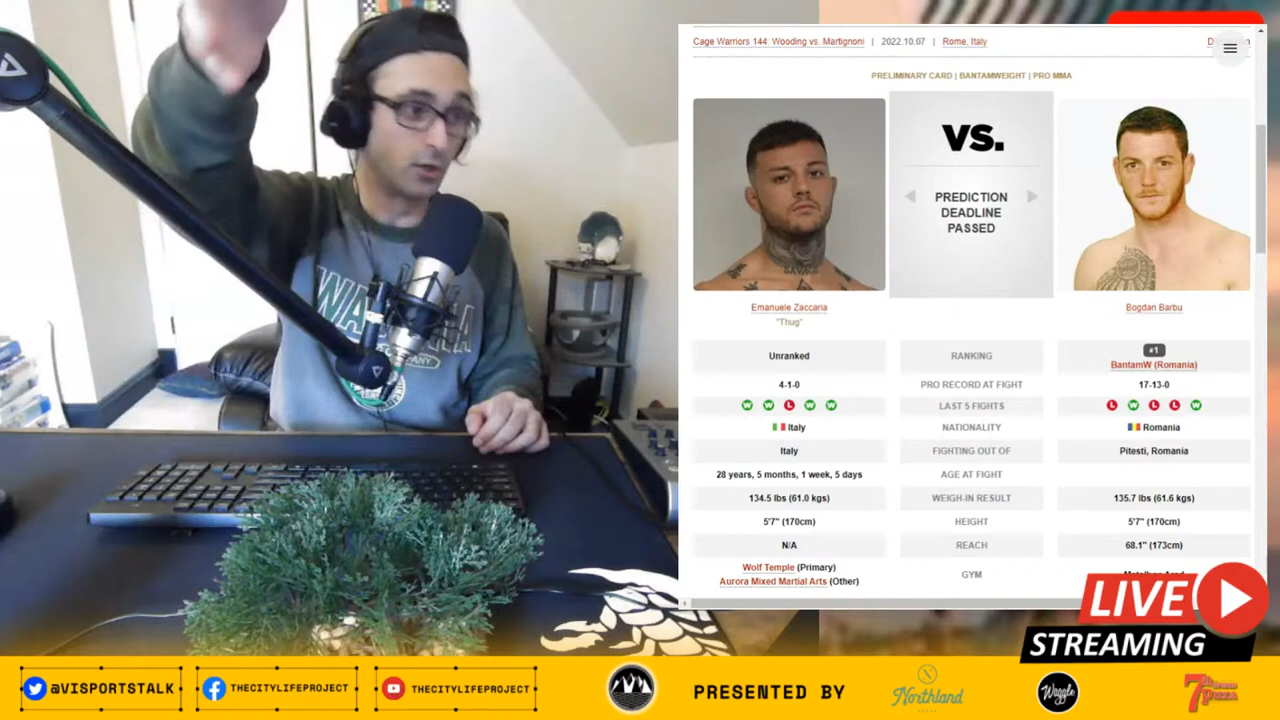 Cage Warriors 144: Wooding vs. Martignoni | 2022.10.07 | Rome, Italy
PRELIMINARY CARD | BANTAMWEIGHT | PRO MMA
VS.
PREDICTION
DEADLINE
PASSED
SAVAGE
Emanuele Zaccaria
"Thug"
Bogdan Barbu
Unranked RANKING #1
BantamW (Romania)
4-1-0 PRO RECORD AT FIGHT 17-13-0
W W L W W LAST 5 FIGHTS L W L L W
Italy NATIONALITY Romania
Italy FIGHTING OUT OF Pitesti, Romania
28 years, 5 months, 1 week, 5 days AGE AT FIGHT
134.5 lbs (61.0 kgs) WEIGH-IN RESULT 135.7 lbs (61.6 kgs)
5'7" (170cm) HEIGHT 5'7" (170cm)
N/A REACH 68.1" (173cm)
Wolf Temple (Primary)
Aurora Mixed Martial Arts (Other)
GYM
LIVE
STREAMING
@VISPORTSTALK THECITYLIFEPROJECT THECITYLIFEPROJECT PRESENTED BY Northland Waggle